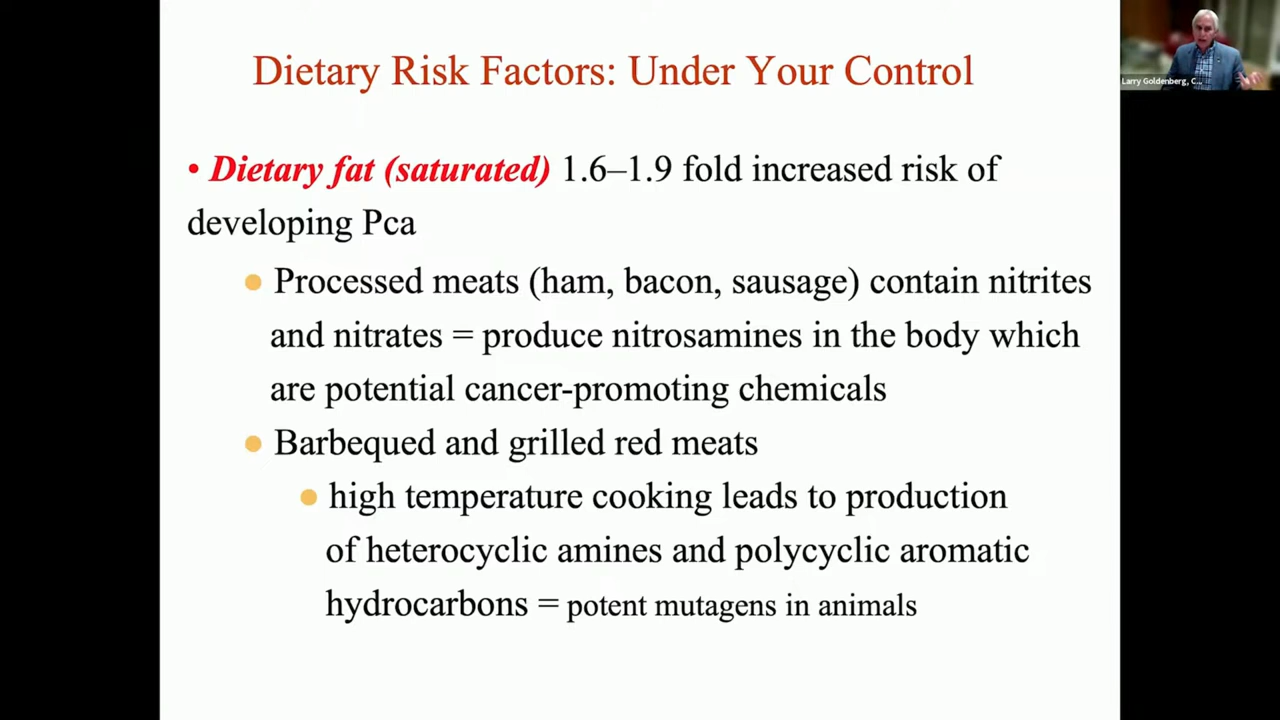 Dietary Risk Factors: Under Your Control
Larry Goldenberg, C...
• Dietary fat (saturated) 1.6–1.9 fold increased risk of
developing Pca
● Processed meats (ham, bacon, sausage) contain nitrites
and nitrates = produce nitrosamines in the body which
are potential cancer-promoting chemicals
● Barbequed and grilled red meats
● high temperature cooking leads to production
of heterocyclic amines and polycyclic aromatic
hydrocarbons = potent mutagens in animals